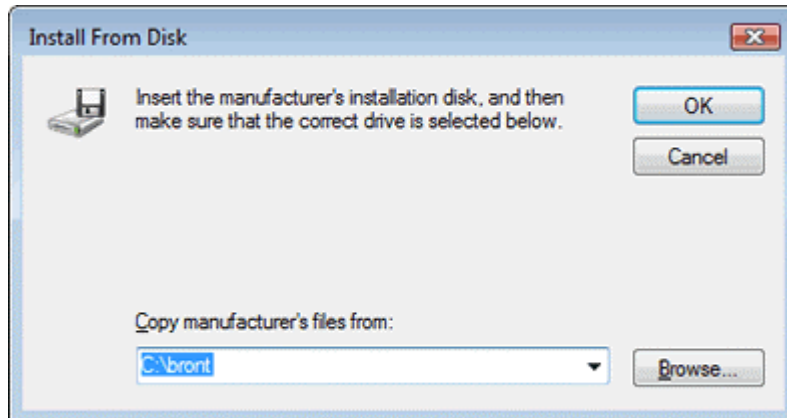 Install From Disk
Insert the manufacturer's installation disk, and then
make sure that the correct drive is selected below.
OK
Cancel
Copy manufacturer's files from:
C:\bront
Browse...